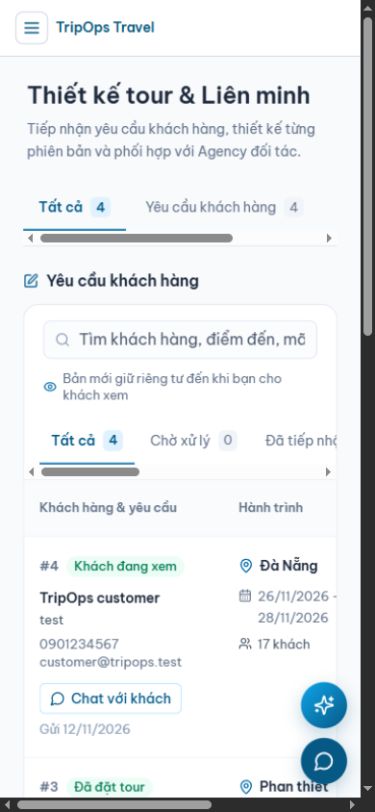 TripOps Travel
Thiết kế tour & Liên minh
Tiếp nhận yêu cầu khách hàng, thiết kế từng
phiên bản và phối hợp với Agency đối tác.
Tất cả 4
Yêu cầu khách hàng 4
Yêu cầu khách hàng
Tìm khách hàng, điểm đến, mã
Bản mới giữ riêng tư đến khi bạn cho
khách xem
Tất cả 4
Chờ xử lý 0
Đã tiếp nhậ
Khách hàng & yêu cầu
Hành trình
#4 Khách đang xem
TripOps customer
test
0901234567
customer@tripops.test
Chat với khách
Gửi 12/11/2026
Đà Nẵng
26/11/2026 -
28/11/2026
17 khách
#3 Đã đặt tour
Phan thiết